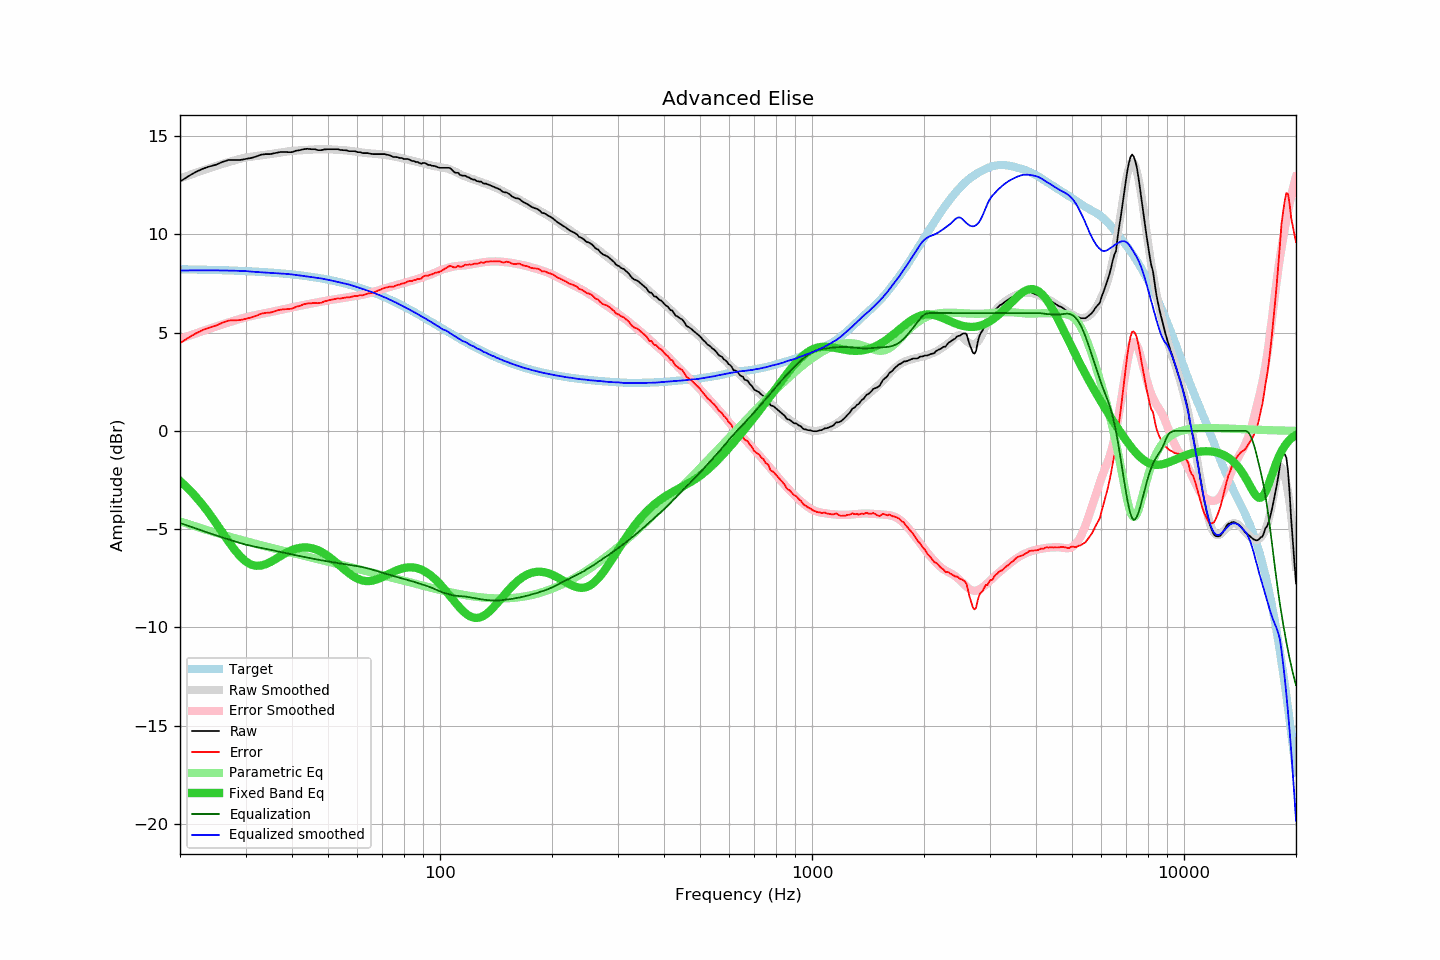 Advanced Elise
15
10
5
0
−5
−10
−15
−20
Amplitude (dBr)
Target
Raw Smoothed
Error Smoothed
Raw
Error
Parametric Eq
Fixed Band Eq
Equalization
Equalized smoothed
100 1000 10000
Frequency (Hz)